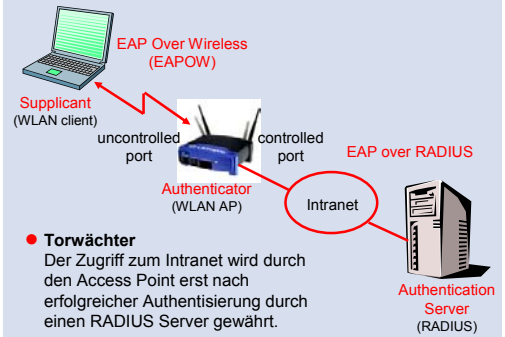 EAP Over Wireless
(EAPOW)
Supplicant
(WLAN client)
uncontrolled
port
controlled
port
EAP over RADIUS
Authenticator
(WLAN AP)
Intranet
Torwächter
Der Zugriff zum Intranet wird durch
den Access Point erst nach
erfolgreicher Authentisierung durch
einen RADIUS Server gewährt.
Authentication
Server
(RADIUS)